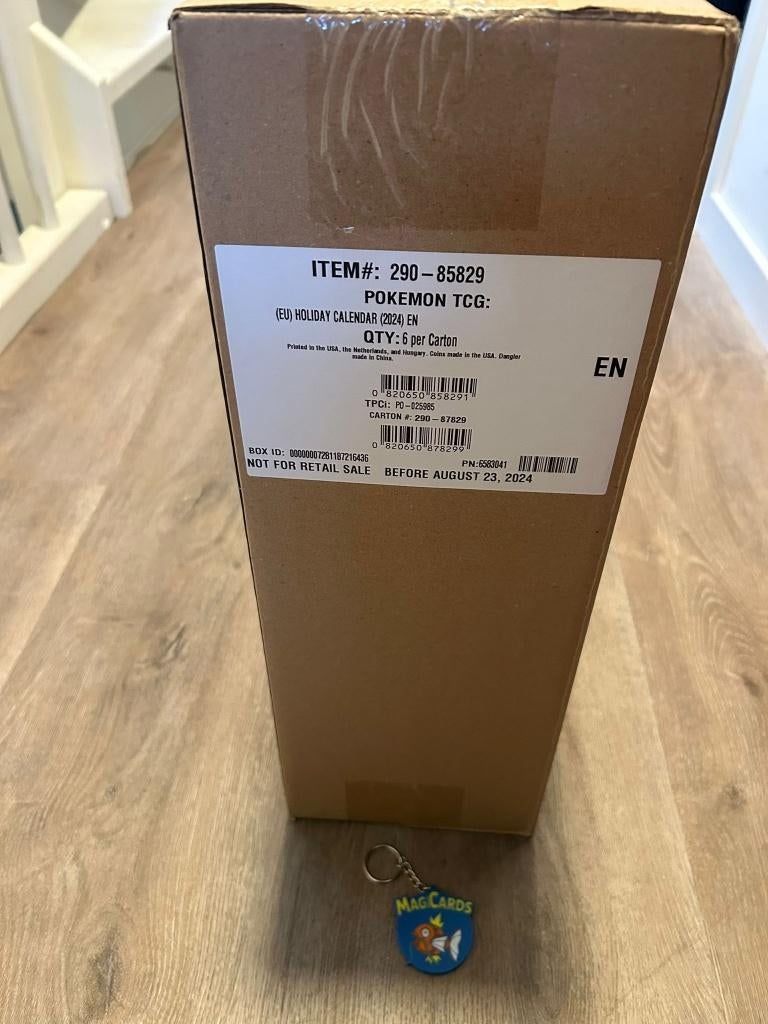 ITEM#: 290-85829
POKEMON TCG:
(EU) HOLIDAY CALENDAR (2024) EN
QTY: 6 per Carton
Printed in the USA, the Netherlands, and Hungary. Coins made in the USA. Dangler
made in China.
EN
0 820650 858291
TPCi: PO-025985
CARTON #: 290-87829
0 820650 878299
BOX ID: 00000007281187216436
PN:6583041
NOT FOR RETAIL SALE BEFORE AUGUST 23, 2024
MAGICARDS